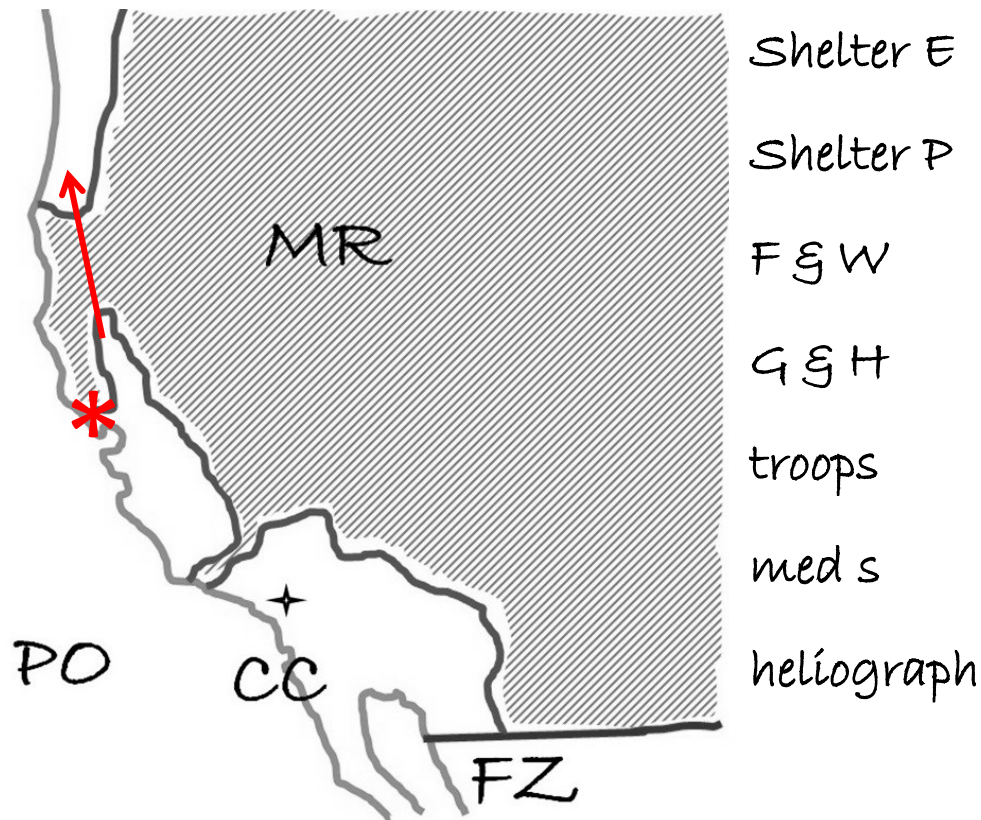 Shelter E
Shelter P
MR
F & W
G & H
troops
med s
PO
CC
heliograph
FZ